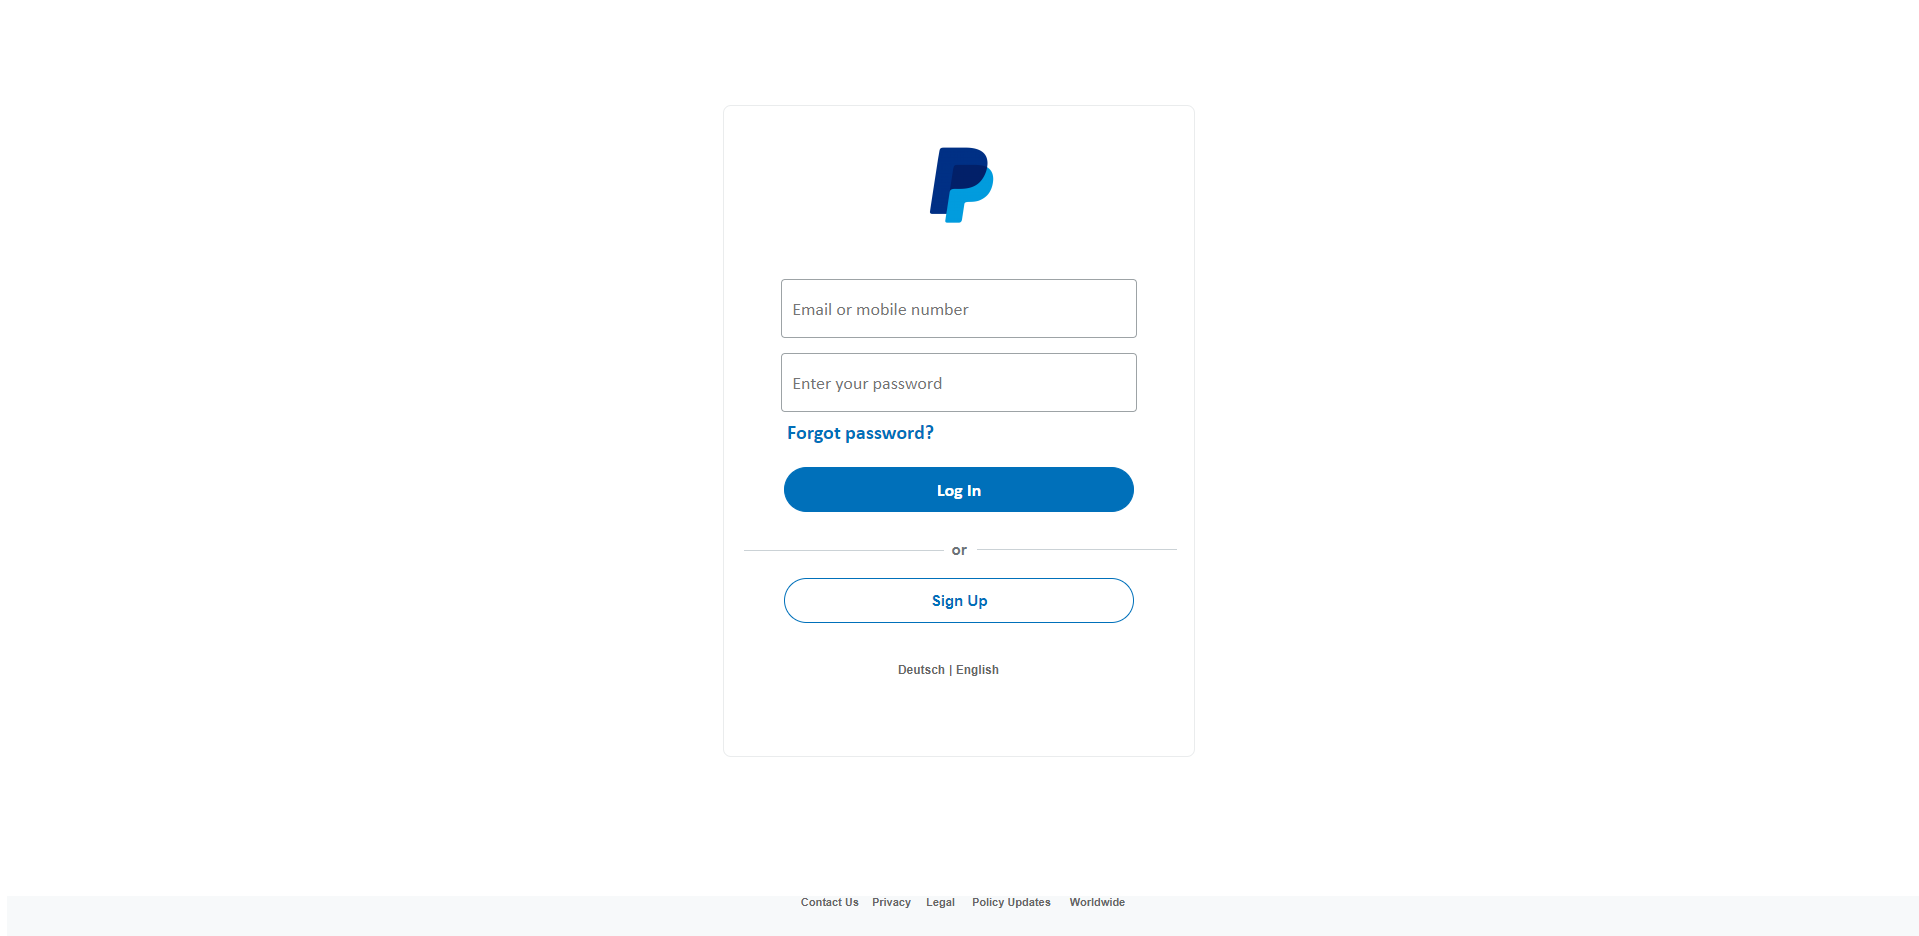 Email or mobile number
Enter your password
Forgot password?
Log In
or
Sign Up
Deutsch | English
Contact Us Privacy Legal Policy Updates Worldwide